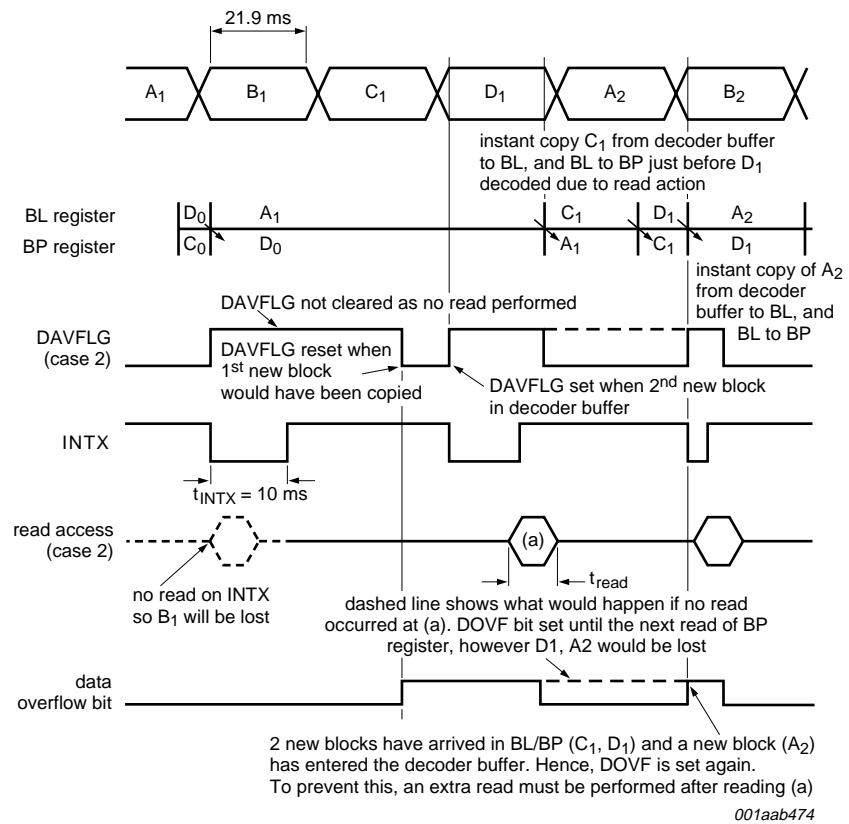 21.9 ms
A1 B1 C1 D1 A2 B2
instant copy C1 from decoder buffer
to BL, and BL to BP just before D1
decoded due to read action
BL register D0 A1 C1 D1 A2
BP register C0 D0 A1 C1 D1
instant copy of A2
from decoder
buffer to BL, and
BL to BP
DAVFLG not cleared as no read performed
DAVFLG
(case 2)
DAVFLG reset when
1st new block
would have been copied
DAVFLG set when 2nd new block
in decoder buffer
INTX
tINTX = 10 ms
read access
(case 2)
(a)
tread
no read on INTX
so B1 will be lost
dashed line shows what would happen if no read
occurred at (a). DOVF bit set until the next read of BP
register, however D1, A2 would be lost
data
overflow bit
2 new blocks have arrived in BL/BP (C1, D1) and a new block (A2)
has entered the decoder buffer. Hence, DOVF is set again.
To prevent this, an extra read must be performed after reading (a)
001aab474